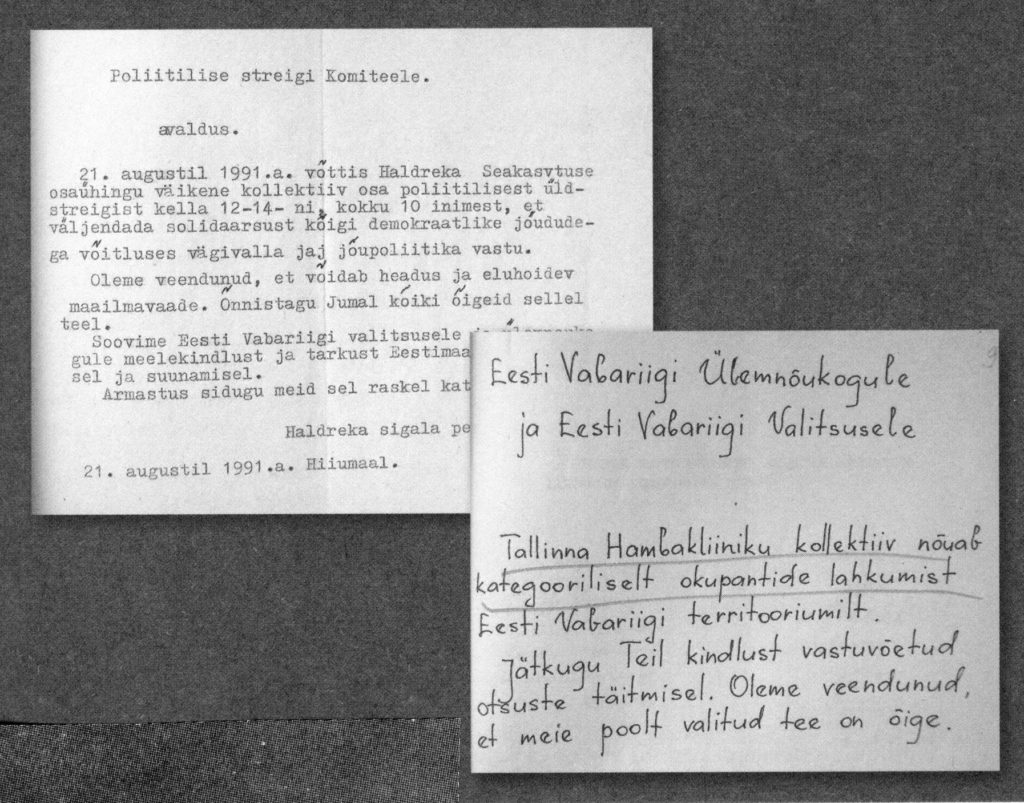 Poliitilise streigi Komiteele.
avaldus.
21. augustil 1991.a. võttis Haldreka Seakasvtuse
osaühingu väikene kollektiiv osa poliitilisest üld-
streigist kella 12-14- ni, kokku 10 inimest, et
väljendada solidaarsust kõigi demokraatlike jõudude-
ga võitluses vägivalla jaj jõupoliitika vastu.
Oleme veendunud, et võidab headus ja eluhoidev
maailmavaade. Õnnistagu Jumal kõiki õigeid sellel
teel.
Soovime Eesti Vabariigi valitsusele
gule meelekindlust ja tarkust Eestimaa
sel ja suunamisel.
Armastus sidugu meid sel raskel kat
Haldreka sigala pe
21. augustil 1991.a. Hiiumaal.
Eesti Vabariigi Ülemnõukogule
ja Eesti Vabariigi Valitsusele
Tallinna Hambakliiniku kollektiiv nõuab
kategooriliselt okupantide lahkumist
Eesti Vabariigi territooriumilt.
Jätkugu Teil kindlust vastuvõetud
otsuste täitmisel. Oleme veendunud,
et meie poolt valitud tee on õige.